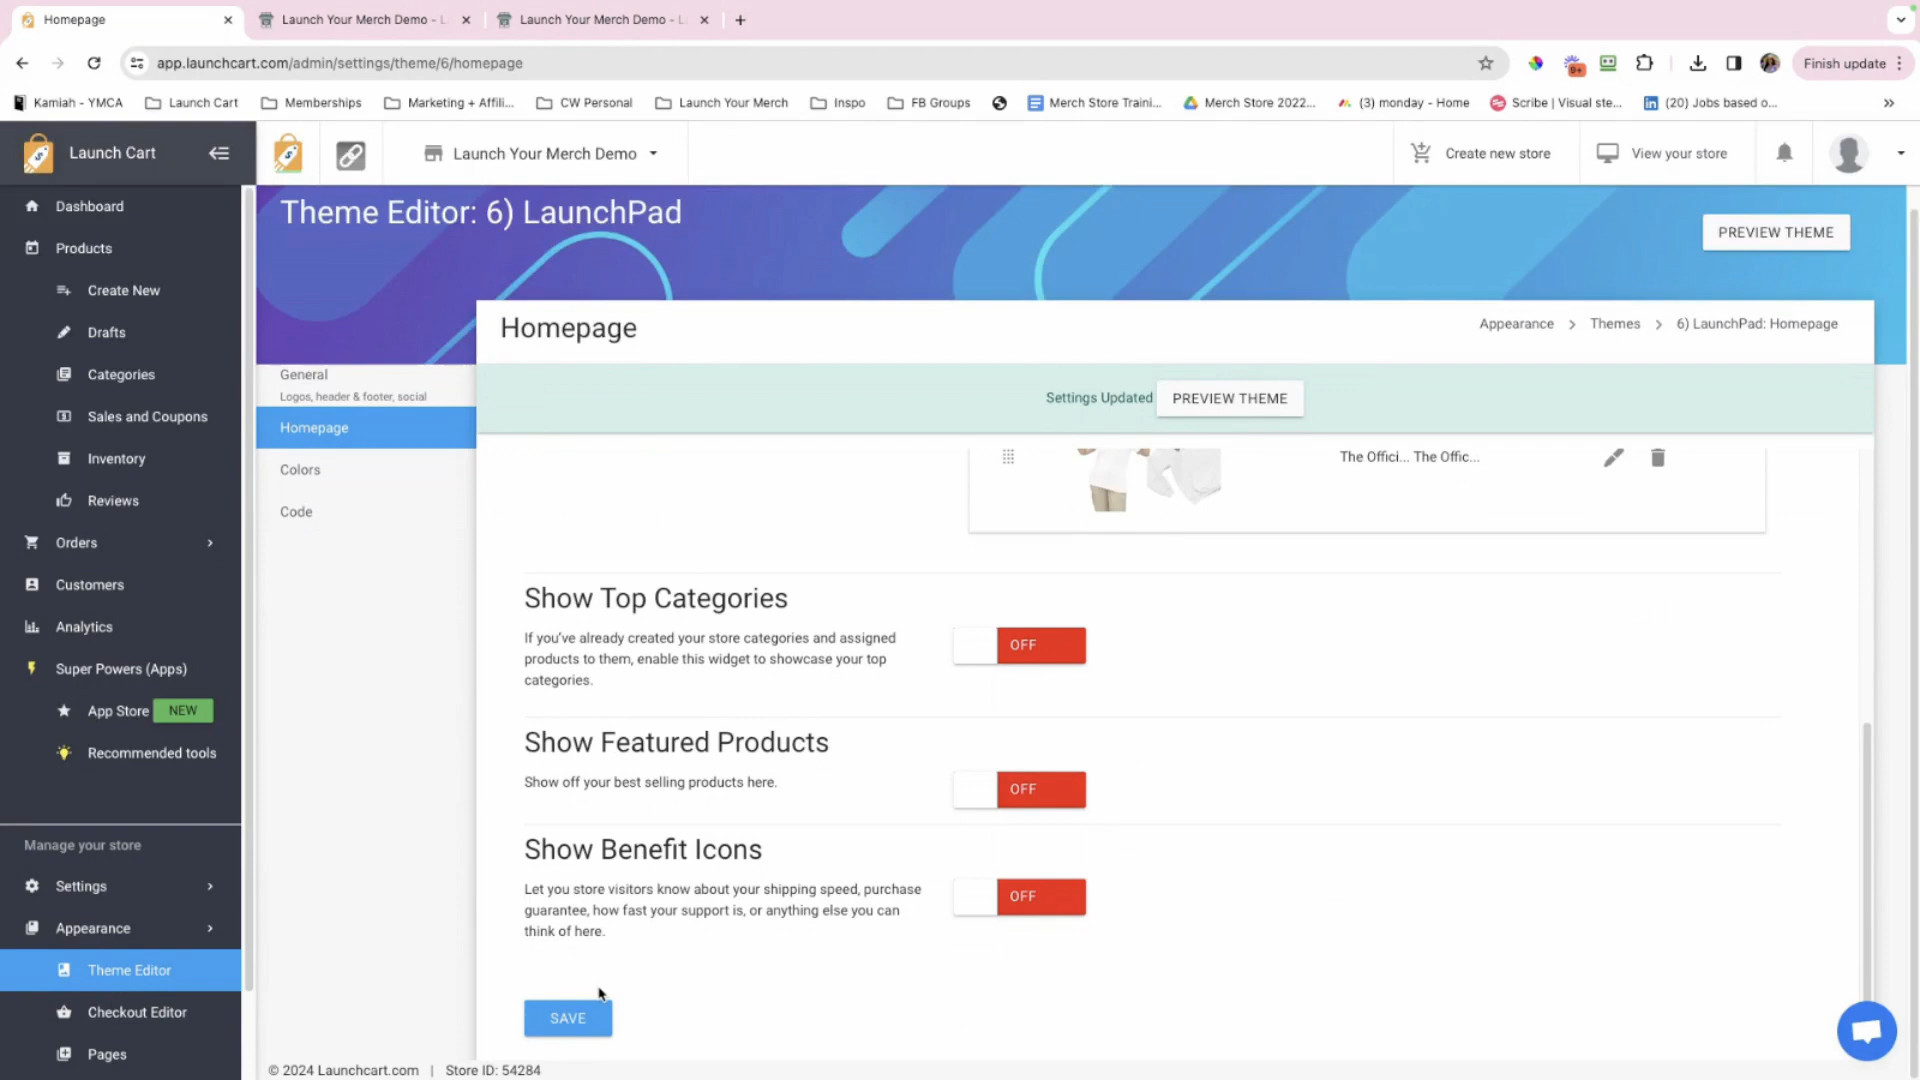 Homepage
Launch Your Merch Demo - L
Launch Your Merch Demo - L
app.launchcart.com/admin/settings/theme/6/homepage
9+
Finish update
Kamiah - YMCA
Launch Cart
Memberships
Marketing + Affili...
CW Personal
Launch Your Merch
Inspo
FB Groups
Merch Store Traini...
Merch Store 2022...
(3) monday - Home
Scribe | Visual ste...
(20) Jobs based o...
Launch Cart
Launch Your Merch Demo
Create new store
View your store
Dashboard
Products
Create New
Drafts
Categories
Sales and Coupons
Inventory
Reviews
Orders
Customers
Analytics
Super Powers (Apps)
App Store NEW
Recommended tools
Manage your store
Settings
Appearance
Theme Editor
Checkout Editor
Pages
Theme Editor: 6) LaunchPad
PREVIEW THEME
General
Logos, header & footer, social
Homepage
Colors
Code
Homepage
Appearance > Themes > 6) LaunchPad: Homepage
Settings Updated PREVIEW THEME
The Offici... The Offic...
Show Top Categories
If you've already created your store categories and assigned
products to them, enable this widget to showcase your top
categories.
OFF
Show Featured Products
Show off your best selling products here.
OFF
Show Benefit Icons
Let you store visitors know about your shipping speed, purchase
guarantee, how fast your support is, or anything else you can
think of here.
OFF
SAVE
© 2024 Launchcart.com | Store ID: 54284